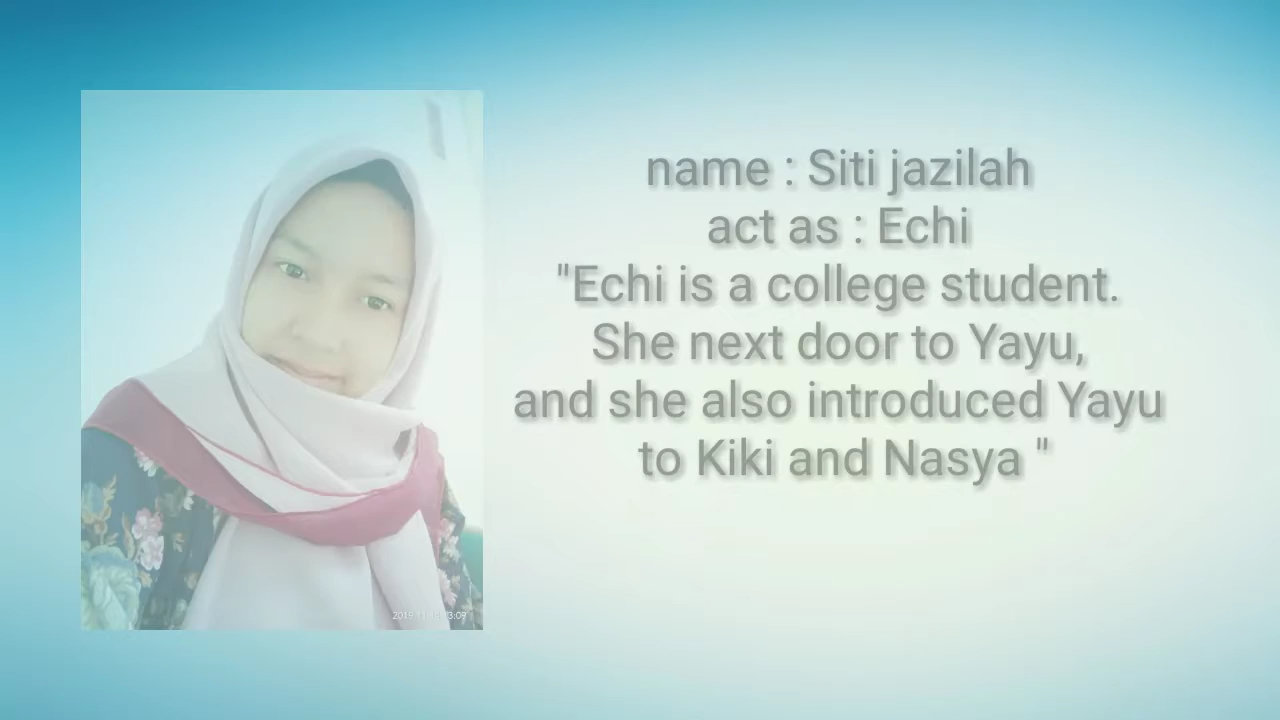 name : Siti jazilah
act as : Echi
"Echi is a college student.
She next door to Yayu,
and she also introduced Yayu
to Kiki and Nasya "